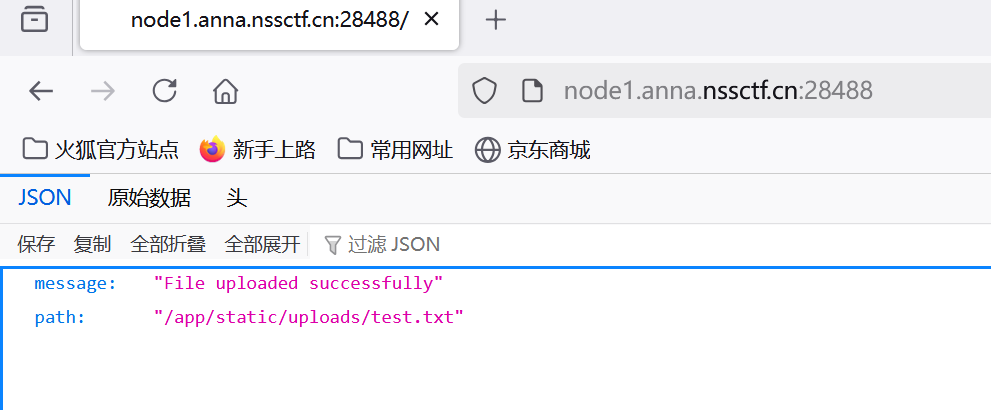 node1.anna.nssctf.cn:28488/
node1.anna.nssctf.cn:28488
火狐官方站点 新手上路 常用网址 京东商城
JSON 原始数据 头
保存 复制 全部折叠 全部展开 过滤 JSON
message: "File uploaded successfully"
path: "/app/static/uploads/test.txt"